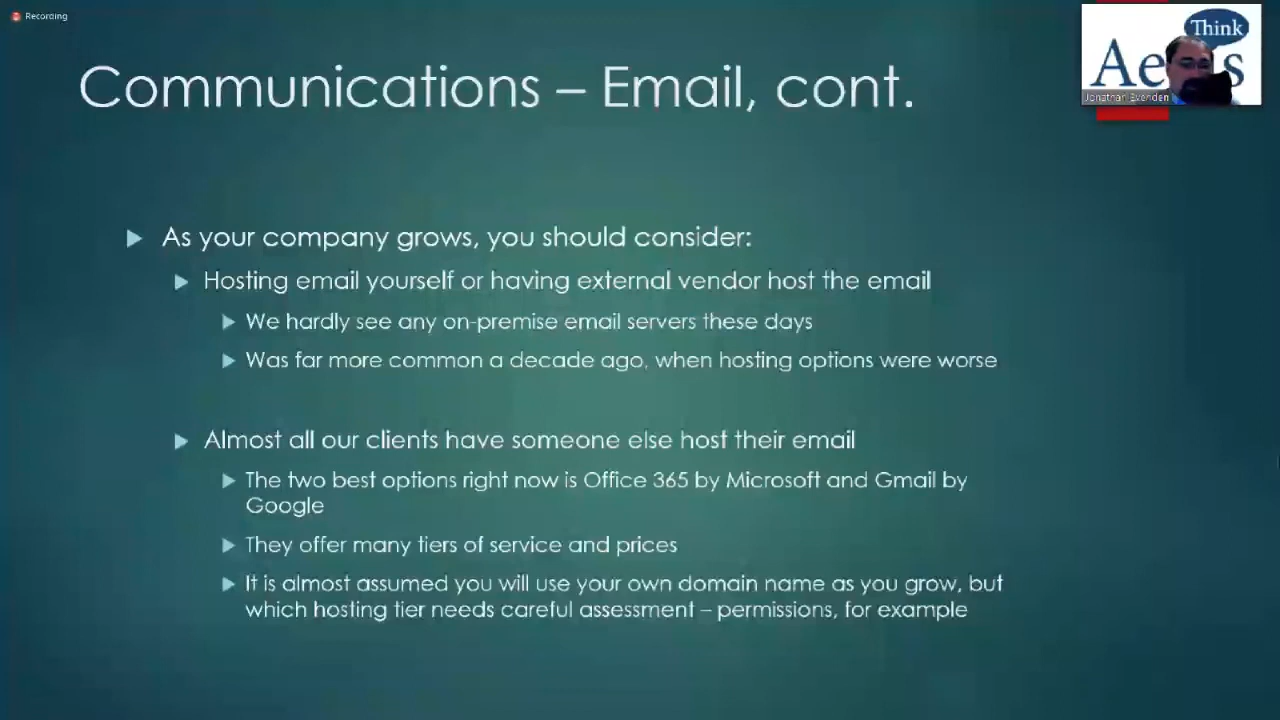 Recording
Think
Ae s
Jonathan Evenden
Communications – Email, cont.
As your company grows, you should consider:
Hosting email yourself or having external vendor host the email
We hardly see any on-premise email servers these days
Was far more common a decade ago, when hosting options were worse
Almost all our clients have someone else host their email
The two best options right now is Office 365 by Microsoft and Gmail by
Google
They offer many tiers of service and prices
It is almost assumed you will use your own domain name as you grow, but
which hosting tier needs careful assessment – permissions, for example